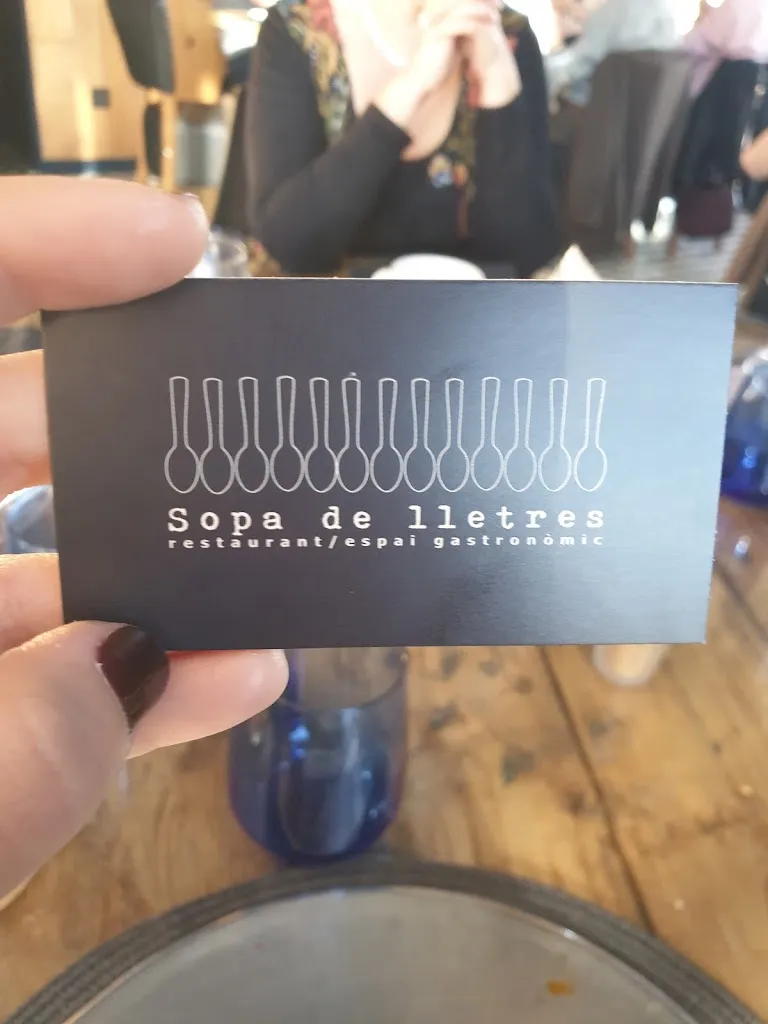 Sopa de lletres
restaurant/espai gastronòmic